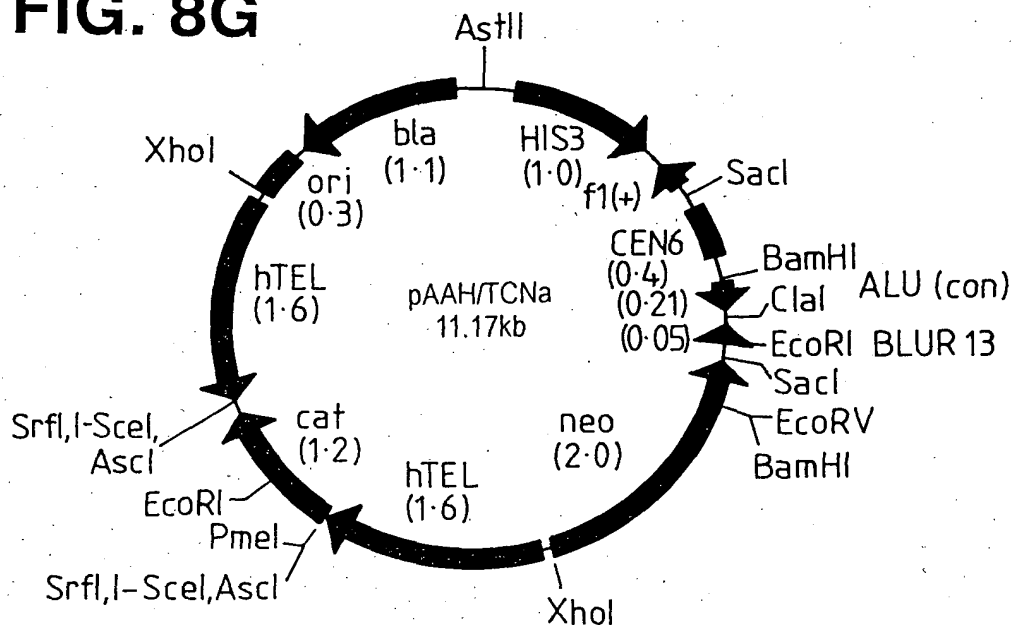 FIG. 8G
AstII
XhoI
bla
(1·1)
HIS3
(1·0)
f1(+)
SacI
ori
(0·3)
CEN6
(0·4)
BamHI
ALU (con)
(0·21)
ClaI
(0·05)
EcoRI BLUR 13
SacI
hTEL
(1·6)
pAAH/TCNa
11.17kb
EcoRV
BamHI
neo
(2·0)
SrfI,I-SceI,
AscI
cat
(1·2)
EcoRI
hTEL
(1·6)
PmeI
SrfI,I-SceI,AscI
XhoI